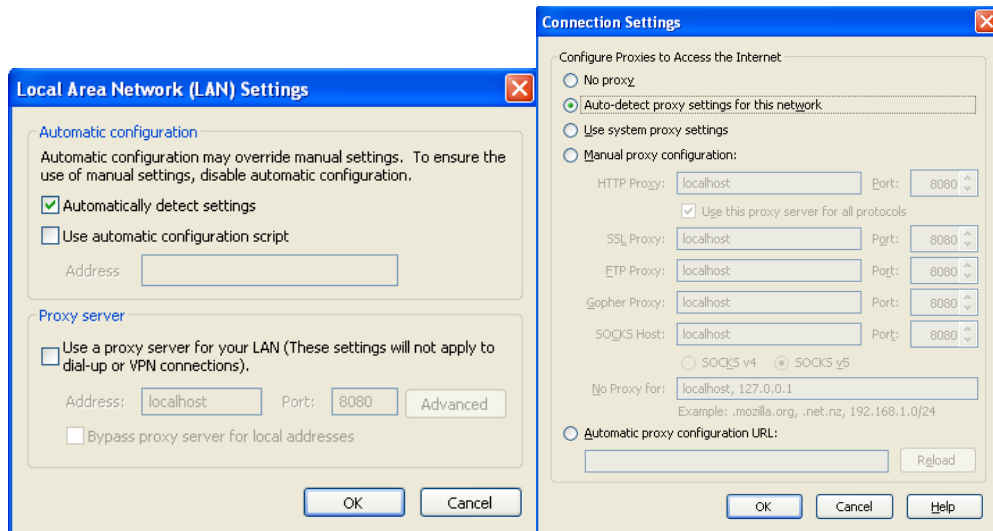 Local Area Network (LAN) Settings
Automatic configuration
Automatic configuration may override manual settings. To ensure the
use of manual settings, disable automatic configuration.
Automatically detect settings
Use automatic configuration script
Address
Proxy server
Use a proxy server for your LAN (These settings will not apply to
dial-up or VPN connections).
Address: localhost Port: 8080 Advanced
Bypass proxy server for local addresses
OK Cancel
Connection Settings
Configure Proxies to Access the Internet
No proxy
Auto-detect proxy settings for this network
Use system proxy settings
Manual proxy configuration:
HTTP Proxy: localhost Port: 8080
Use this proxy server for all protocols
SSL Proxy: localhost Port: 8080
FTP Proxy: localhost Port: 8080
Gopher Proxy: localhost Port: 8080
SOCKS Host: localhost Port: 8080
SOCKS v4 SOCKS v5
No Proxy for: localhost, 127.0.0.1
Example: .mozilla.org, .net.nz, 192.168.1.0/24
Automatic proxy configuration URL:
Reload
OK Cancel Help